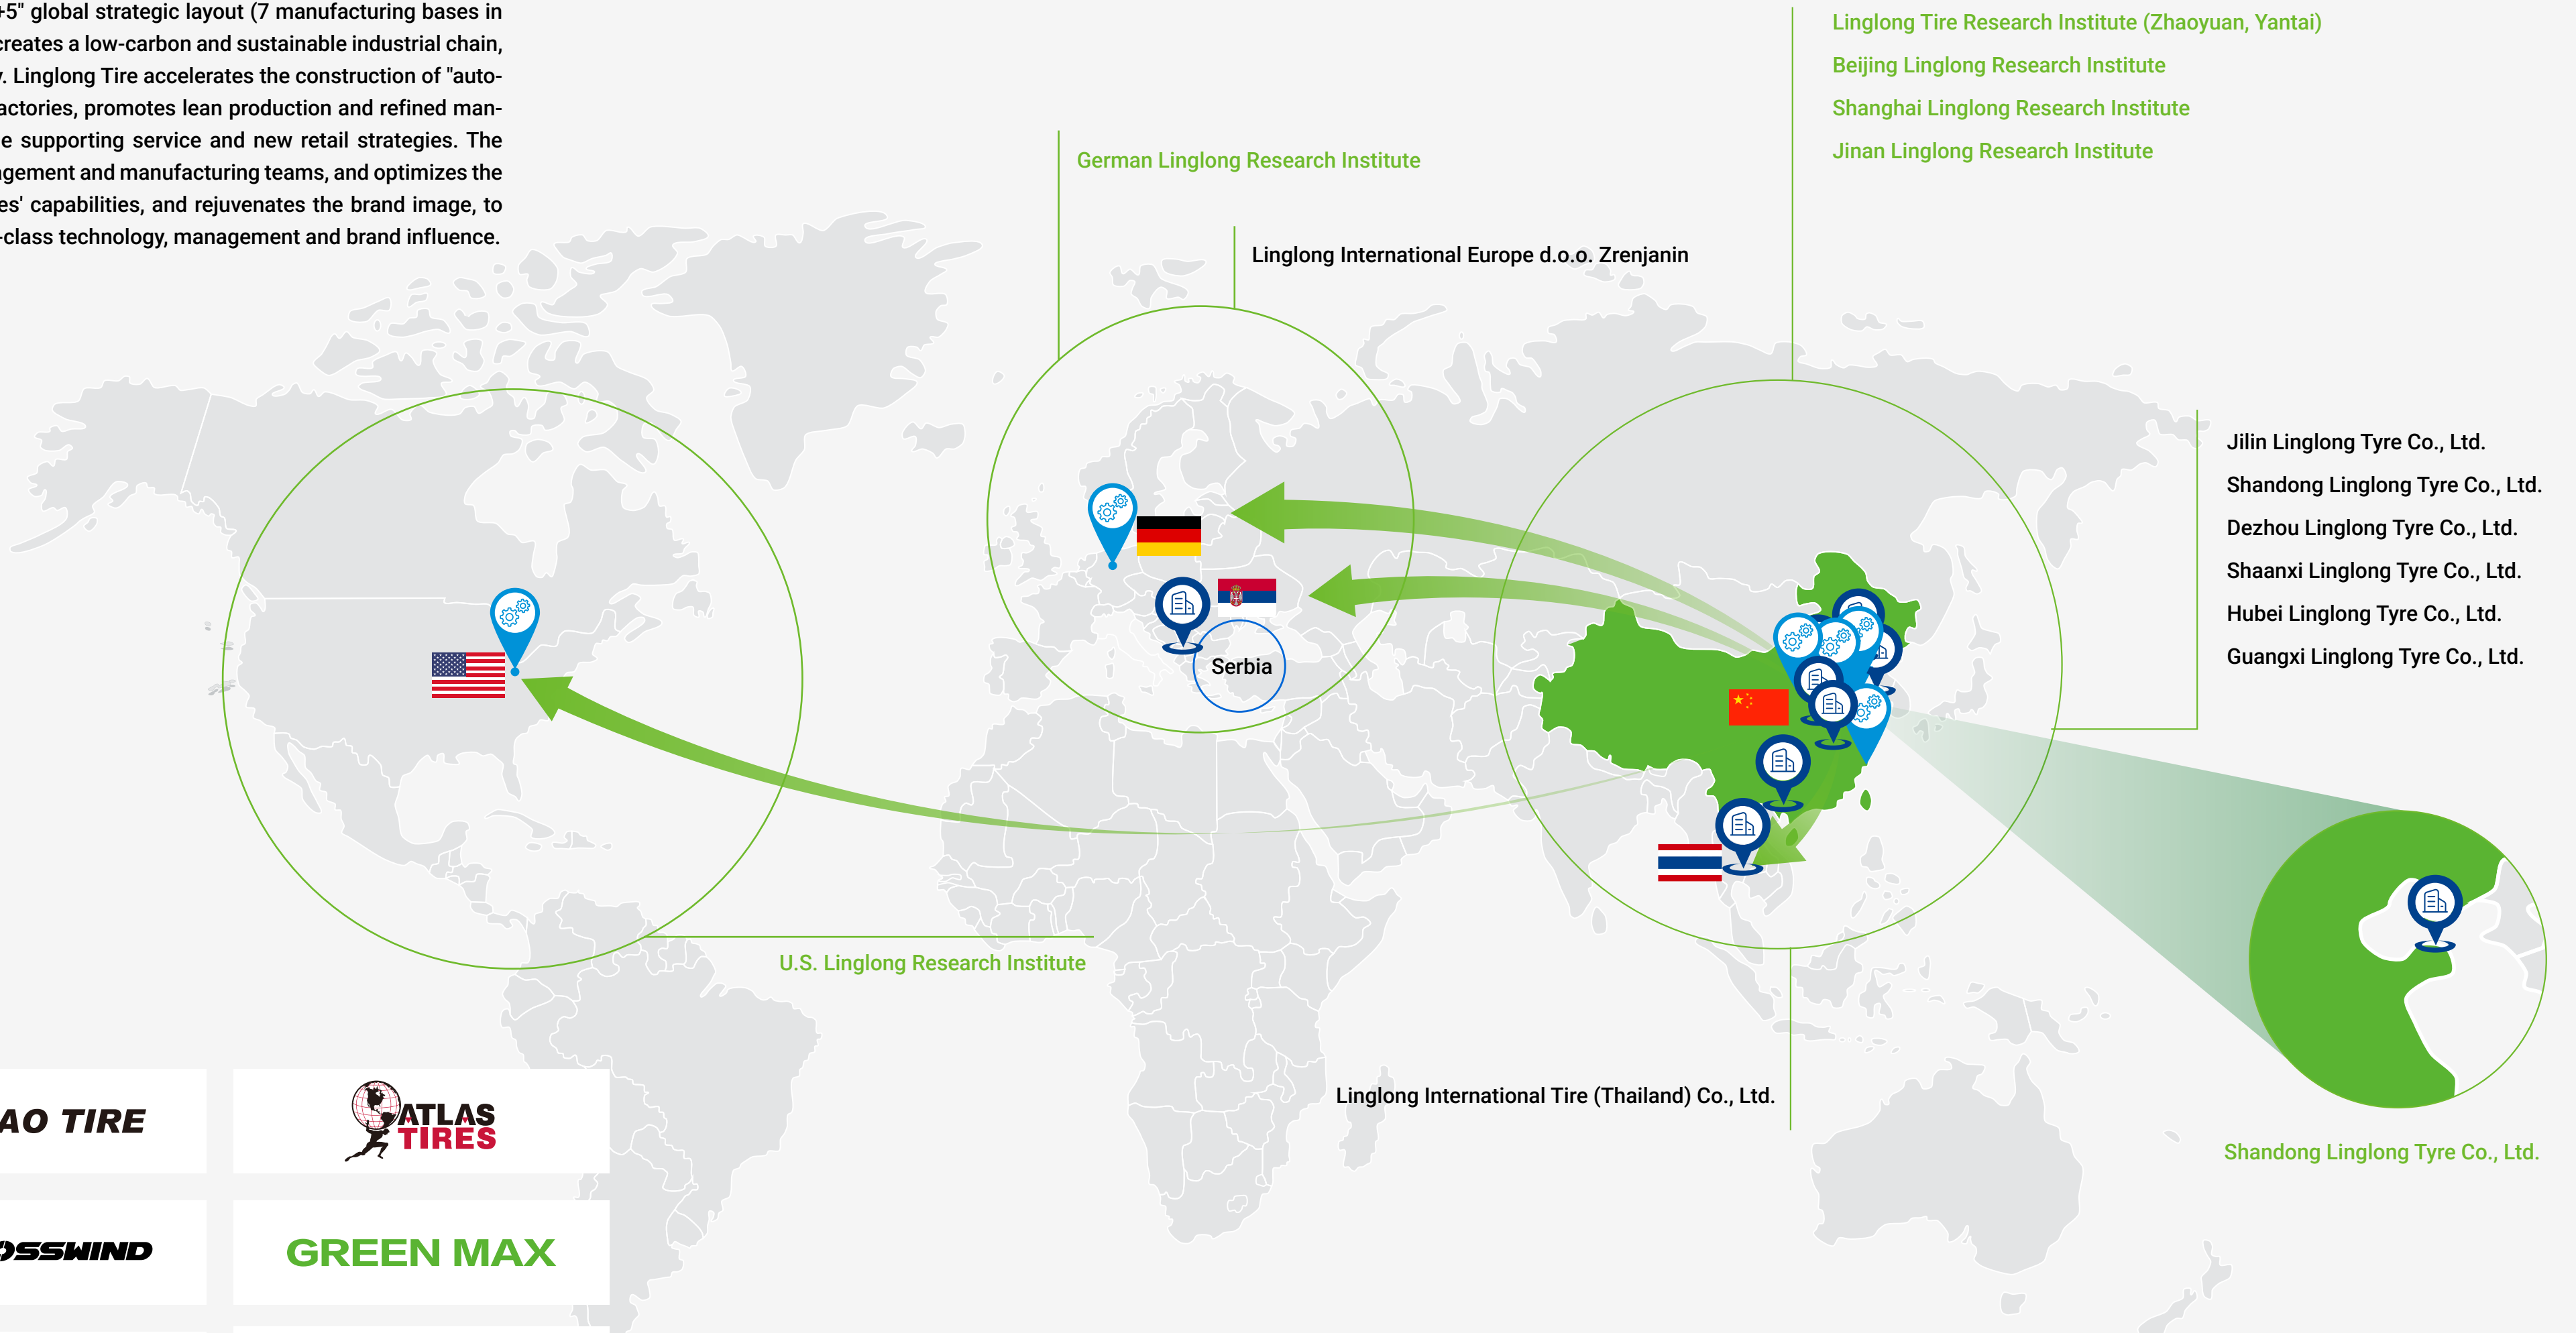 +5" global strategic layout (7 manufacturing bases in
creates a low-carbon and sustainable industrial chain,
Linglong Tire accelerates the construction of "auto-
factories, promotes lean production and refined man-
supporting service and new retail strategies. The
management and manufacturing teams, and optimizes the
capabilities, and rejuvenates the brand image, to
-class technology, management and brand influence.
Linglong Tire Research Institute (Zhaoyuan, Yantai)
Beijing Linglong Research Institute
Shanghai Linglong Research Institute
Jinan Linglong Research Institute
German Linglong Research Institute
Linglong International Europe d.o.o. Zrenjanin
Jilin Linglong Tyre Co., Ltd.
Shandong Linglong Tyre Co., Ltd.
Dezhou Linglong Tyre Co., Ltd.
Shaanxi Linglong Tyre Co., Ltd.
Hubei Linglong Tyre Co., Ltd.
Guangxi Linglong Tyre Co., Ltd.
Serbia
U.S. Linglong Research Institute
Linglong International Tire (Thailand) Co., Ltd.
Shandong Linglong Tyre Co., Ltd.
AO TIRE
ATLAS
TIRES
OSSWIND
GREEN MAX